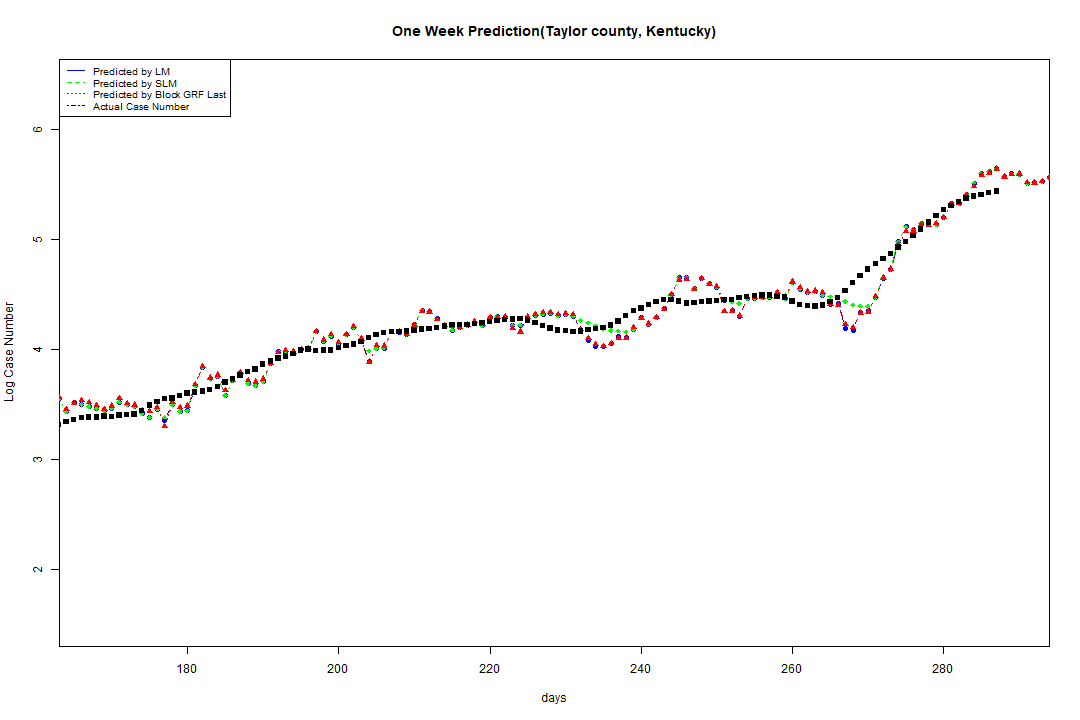 One Week Prediction(Taylor county, Kentucky)
Predicted by LM
Predicted by SLM
Predicted by Block GRF Last
Actual Case Number
6
5
4
3
2
Log Case Number
180
200
220
240
260
280
days